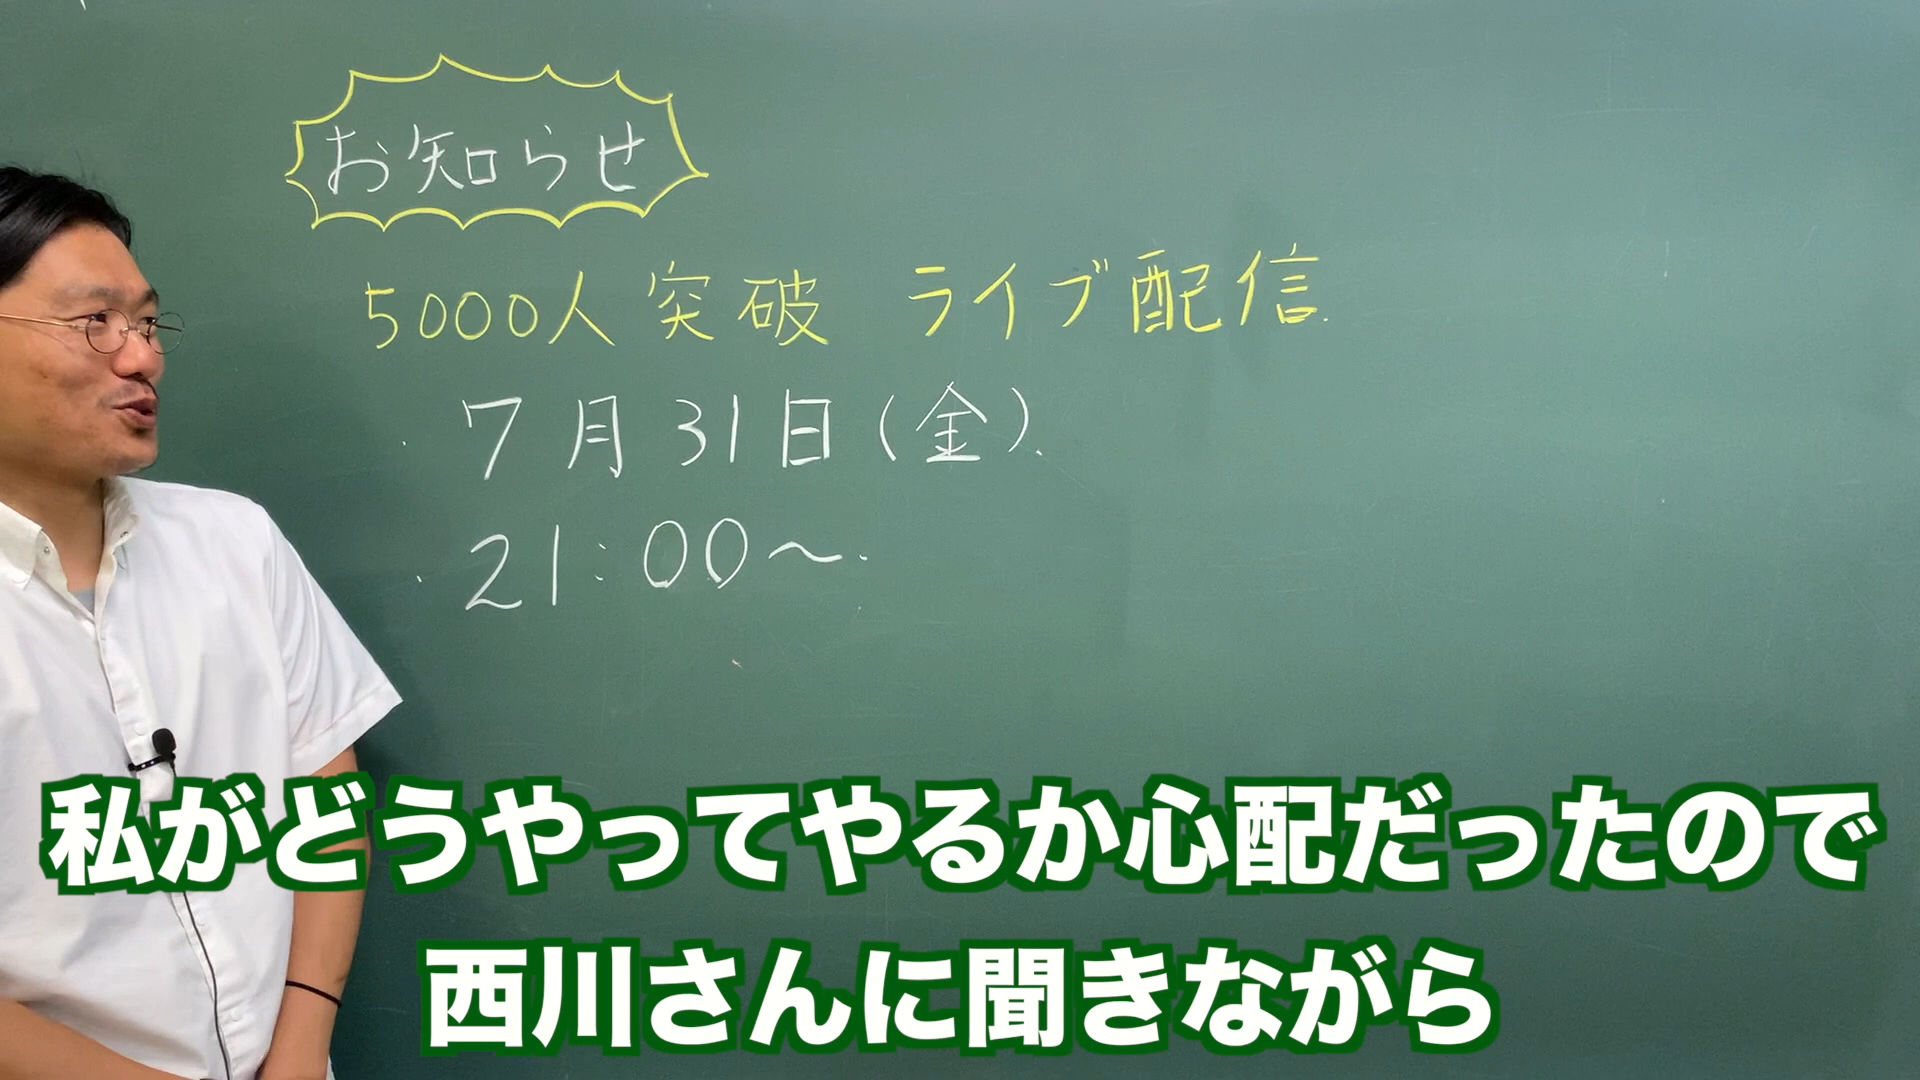 お知らせ
5000人突破 ライブ配信
7月31日(金)
21:00～
私がどうやってやるか心配だったので
西川さんに聞きながら